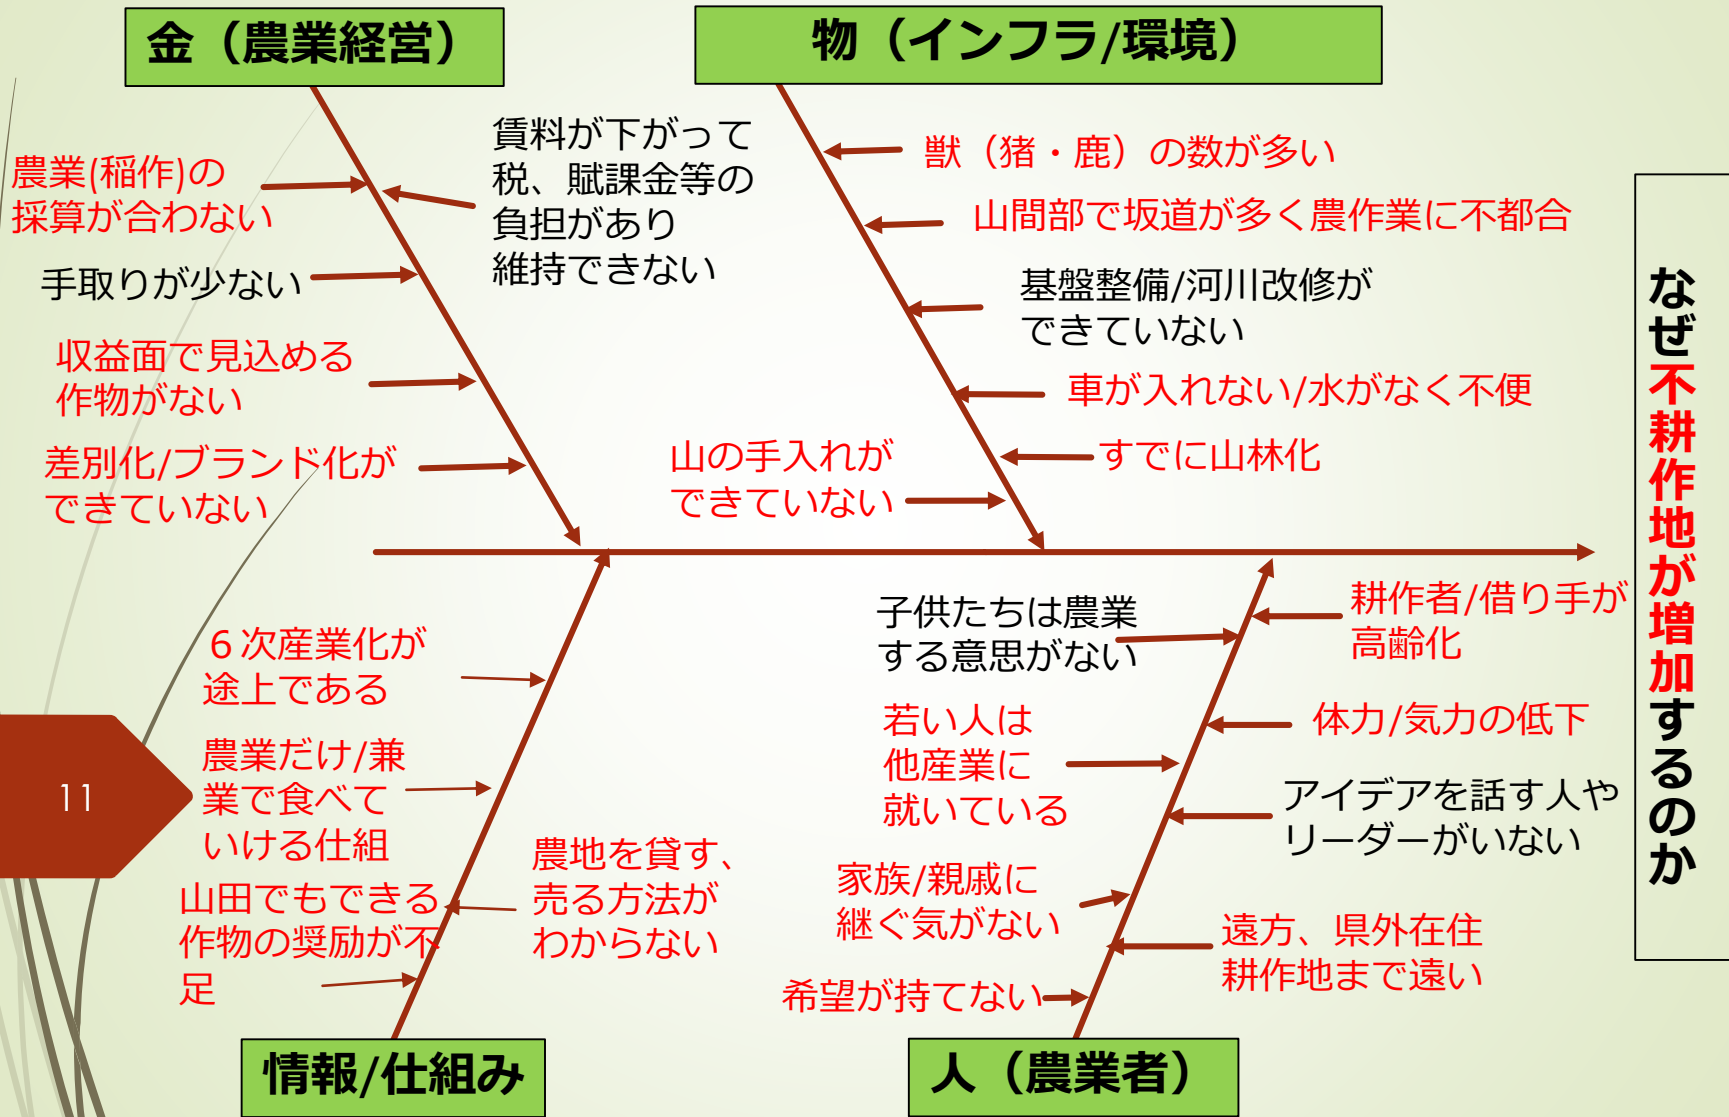 金（農業経営）
物（インフラ/環境）
農業(稲作)の
採算が合わない
賃料が下がって
税、賦課金等の
負担があり
維持できない
手取りが少ない
収益面で見込める
作物がない
差別化/ブランド化が
できていない
獣（猪・鹿）の数が多い
山間部で坂道が多く農作業に不都合
基盤整備/河川改修が
できていない
車が入れない/水がなく不便
すでに山林化
山の手入れが
できていない
なぜ不耕作地が増加するのか
６次産業化が
途上である
農業だけ/兼
業で食べて
いける仕組
山田でもできる
作物の奨励が不
足
農地を貸す、
売る方法が
わからない
子供たちは農業
する意思がない
耕作者/借り手が
高齢化
若い人は
他産業に
就いている
体力/気力の低下
アイデアを話す人や
リーダーがいない
家族/親戚に
継ぐ気がない
遠方、県外在住
耕作地まで遠い
希望が持てない
情報/仕組み
人（農業者）
11